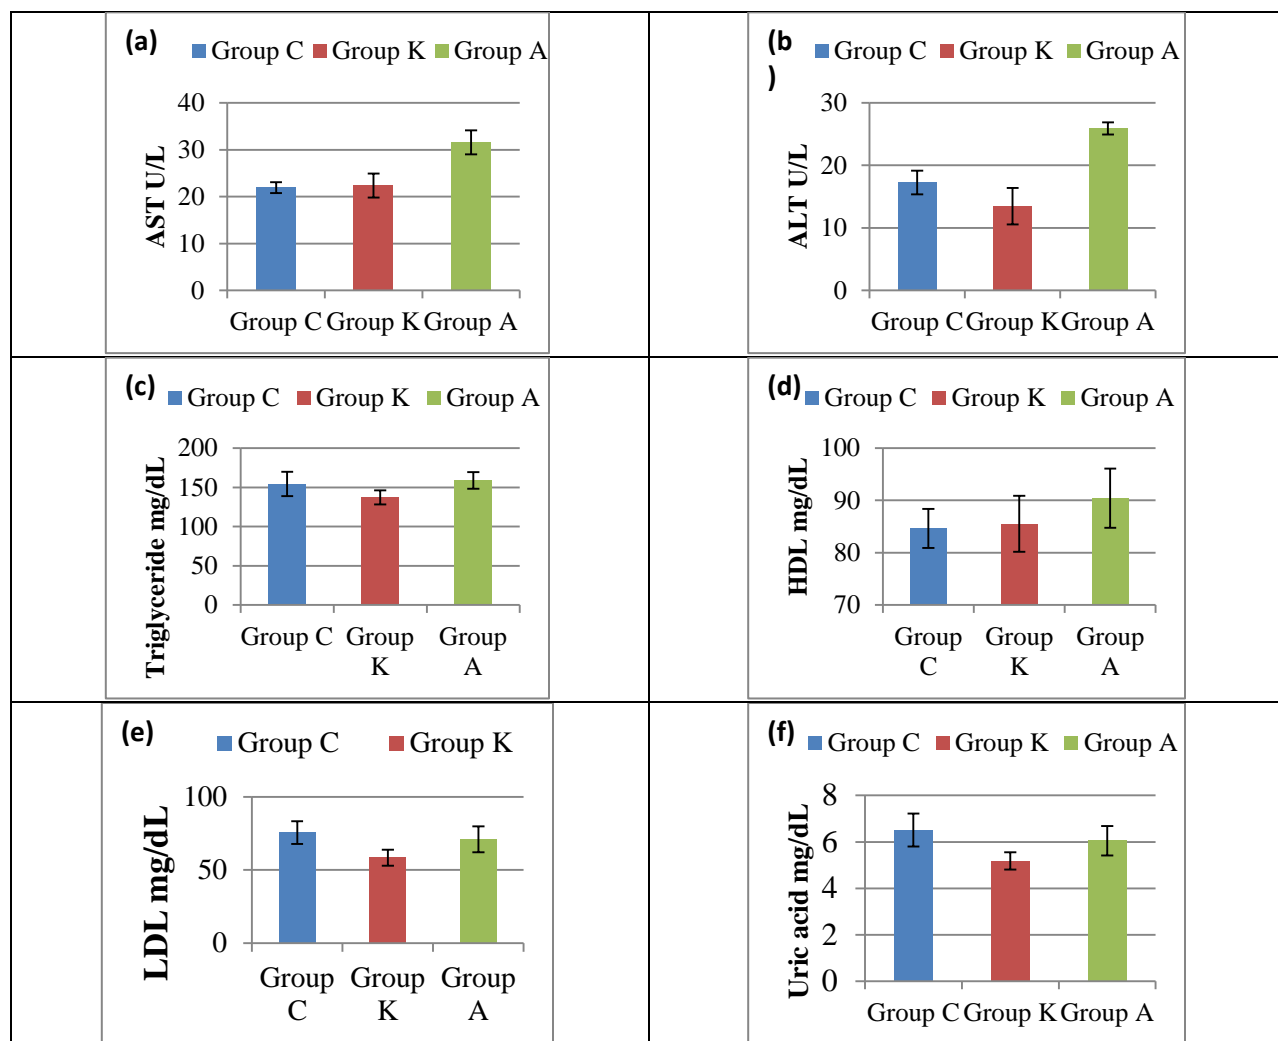 (a)
Group C Group K Group A
AST U/L
40
30
20
10
0
Group C Group K Group A
(b
)
Group C Group K Group A
ALT U/L
30
20
10
0
Group C Group K Group A
(c)
Group C Group K Group A
Triglyceride mg/dL
200
150
100
50
0
Group C Group Group
K A
(d)
Group C Group K Group A
HDL mg/dL
100
90
80
70
Group Group Group
C K A
(e)
Group C Group K
LDL mg/dL
100
50
0
Group Group Group
C K A
(f)
Group C Group K Group A
Uric acid mg/dL
8
6
4
2
0
Group C Group K Group A